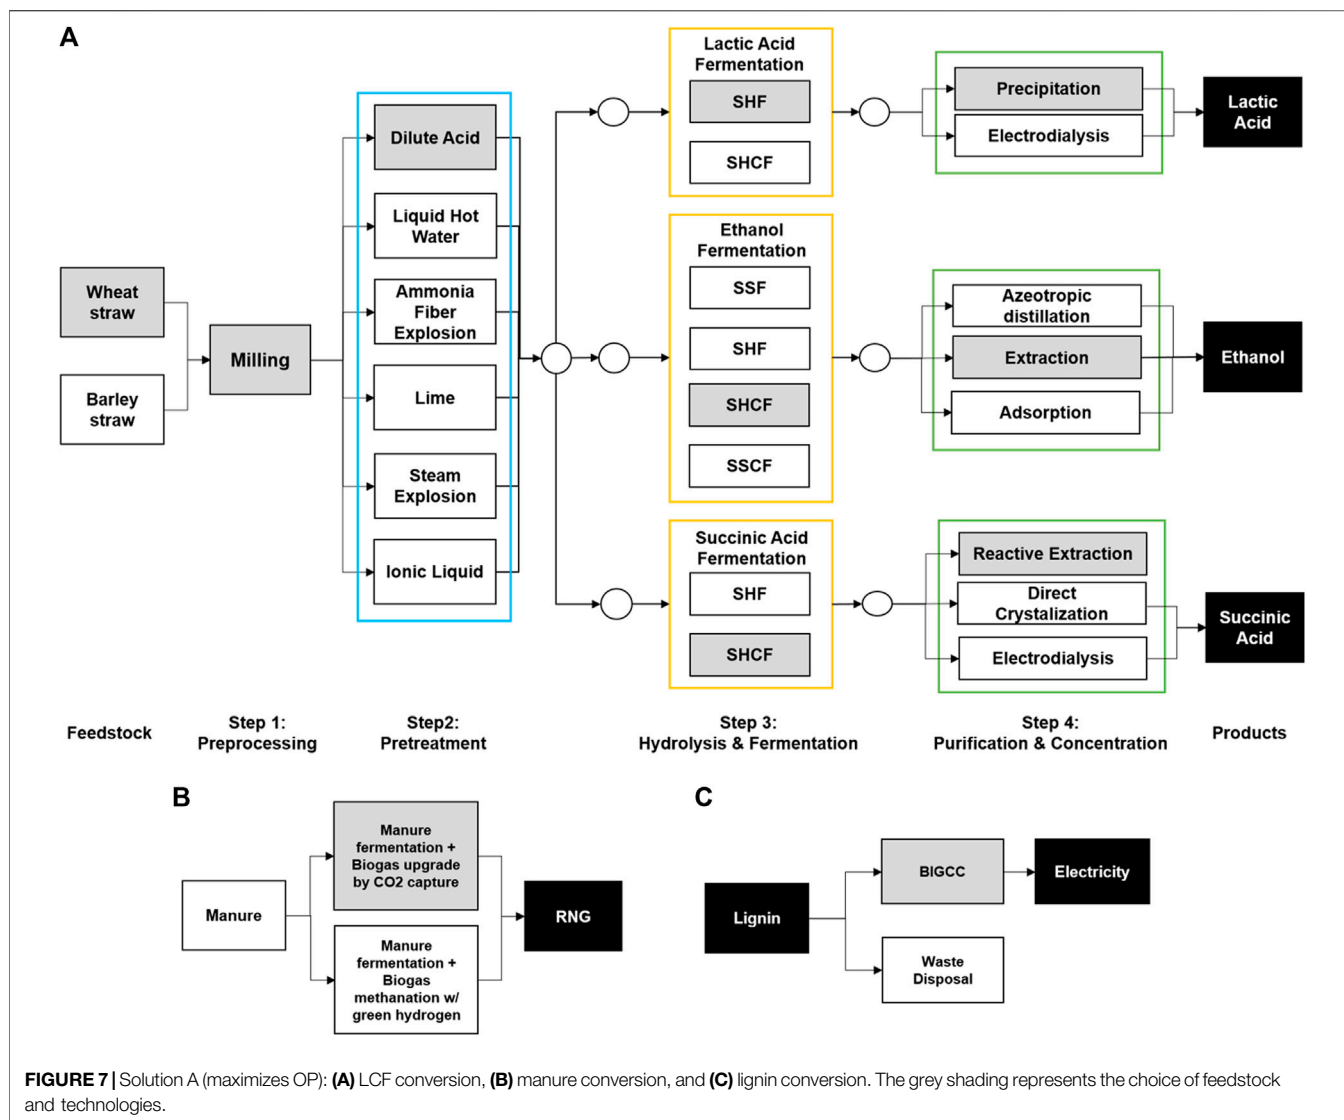 A
Wheat
straw
Barley
straw
Milling
Dilute Acid
Liquid Hot
Water
Ammonia
Fiber
Explosion
Lime
Steam
Explosion
Ionic Liquid
Lactic Acid
Fermentation
SHF
SHCF
Ethanol
Fermentation
SSF
SHF
SHCF
SSCF
Succinic Acid
Fermentation
SHF
SHCF
Precipitation
Electrodialysis
Azeotropic
distillation
Extraction
Adsorption
Reactive Extraction
Direct
Crystalization
Electrodialysis
Lactic
Acid
Ethanol
Succinic
Acid
Feedstock
Step 1:
Preprocessing
Step2:
Pretreatment
Step 3:
Hydrolysis & Fermentation
Step 4:
Purification & Concentration
Products
B
Manure
Manure
fermentation +
Biogas upgrade
by CO2 capture
Manure
fermentation +
Biogas
methanation w/
green hydrogen
RNG
C
Lignin
BIGCC
Waste
Disposal
Electricity
FIGURE 7 | Solution A (maximizes OP): (A) LCF conversion, (B) manure conversion, and (C) lignin conversion. The grey shading represents the choice of feedstock
and technologies.